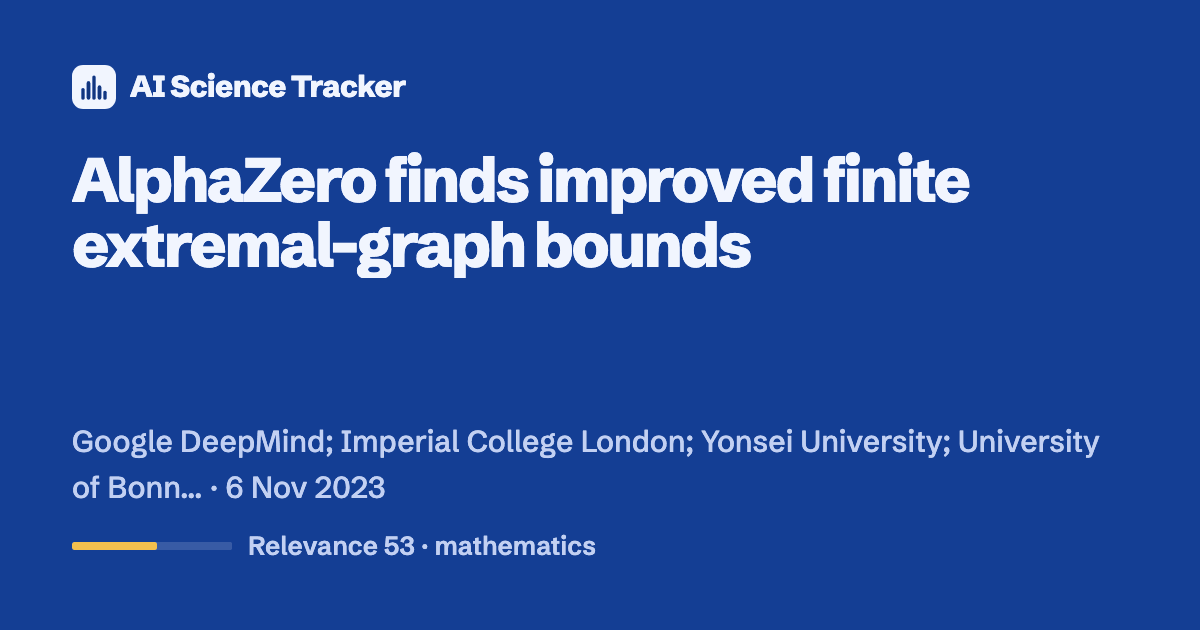 AI Science Tracker
AlphaZero finds improved finite
extremal-graph bounds
Google DeepMind; Imperial College London; Yonsei University; University
of Bonn... · 6 Nov 2023
Relevance 53 · mathematics